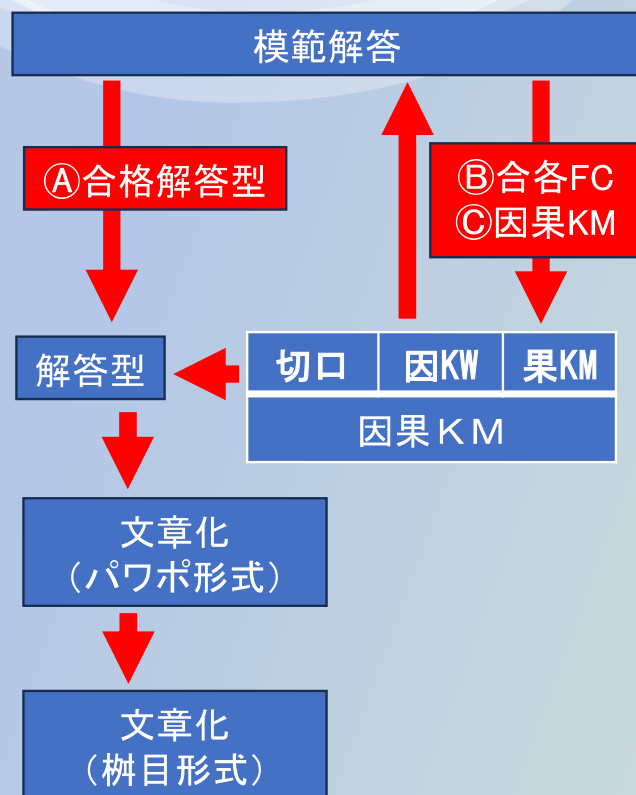 模範解答
Ⓐ合格解答型
Ⓑ合各FC
Ⓒ因果KM
解答型
切口
因KW
果KM
因果ＫＭ
文章化
（パワポ形式）
文章化
（桝目形式）